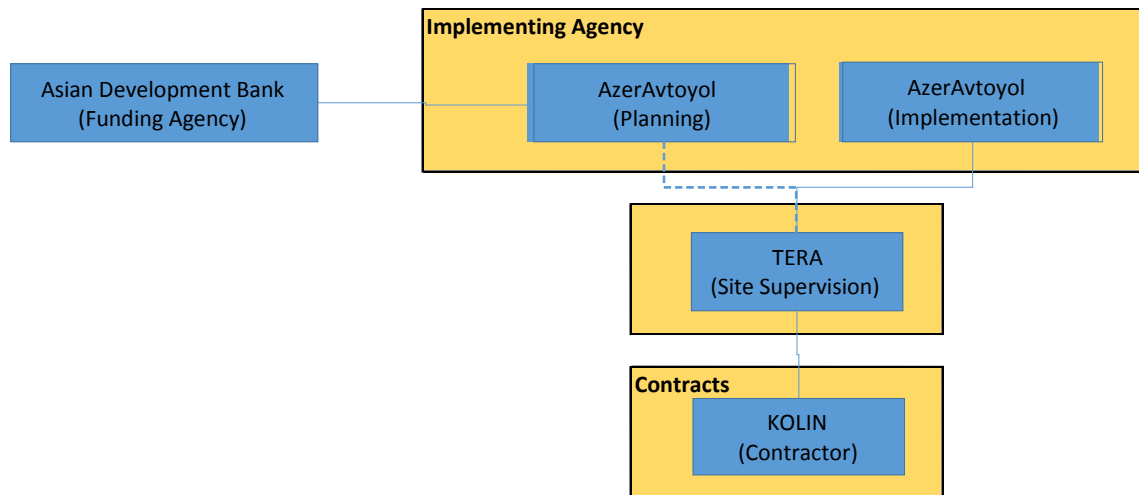 Implementing Agency
Asian Development Bank
(Funding Agency)
AzerAvtoyol
(Planning)
AzerAvtoyol
(Implementation)
TERA
(Site Supervision)
Contracts
KOLIN
(Contractor)